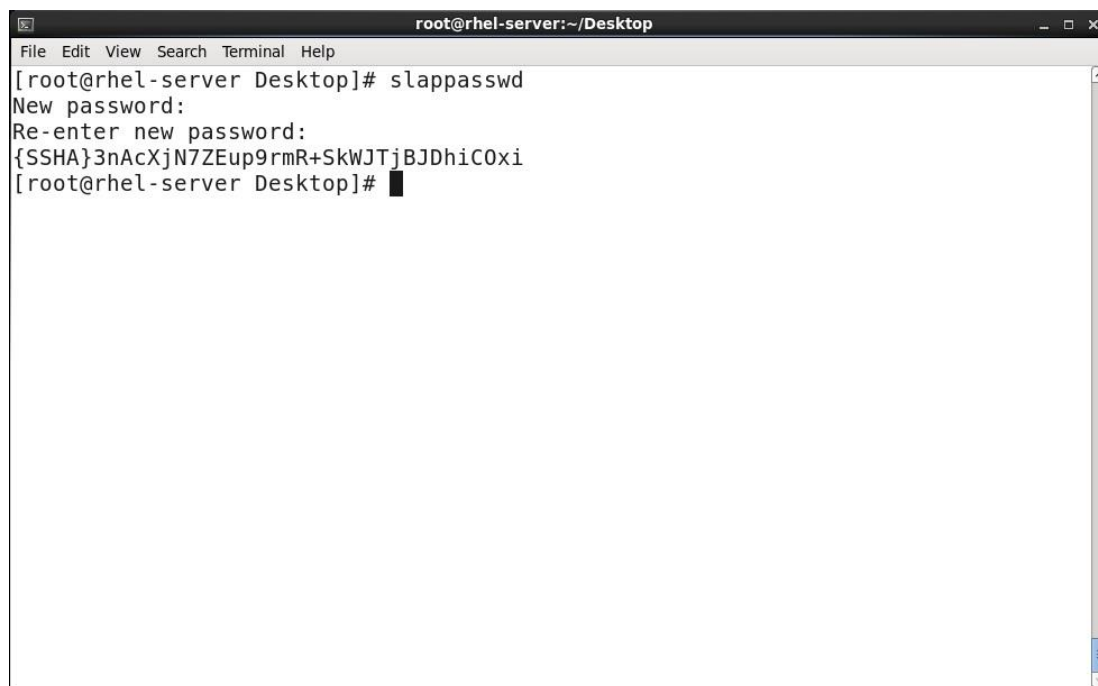 root@rhel-server:~/Desktop
File Edit View Search Terminal Help
[root@rhel-server Desktop]# slappasswd
New password:
Re-enter new password:
{SSHA}3nAcXjN7ZEup9rmR+SkWJTjBJDhiCOxi
[root@rhel-server Desktop]#